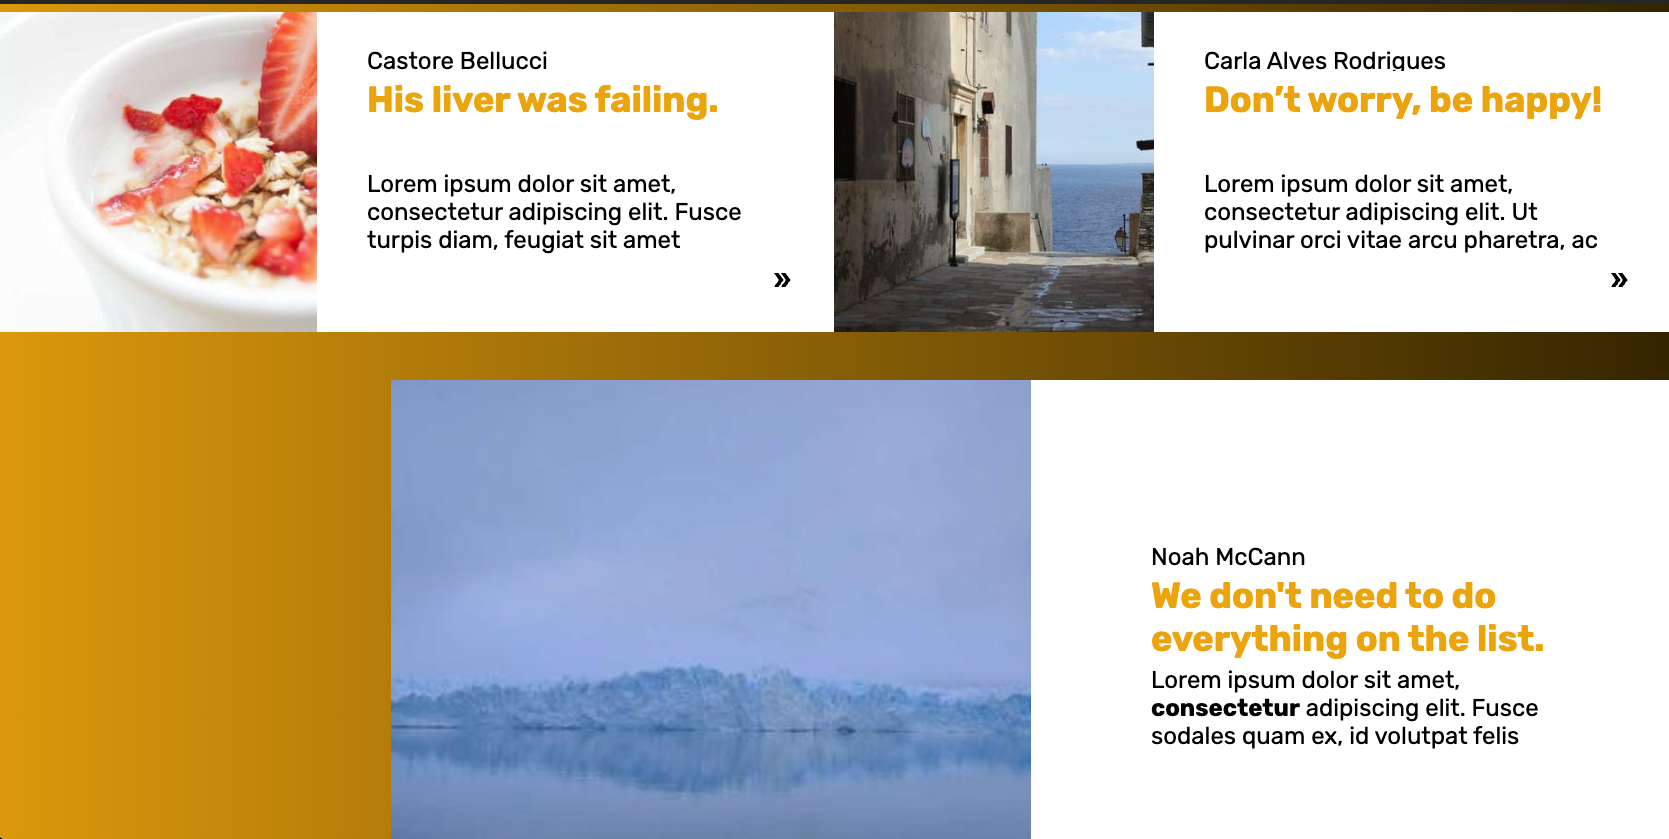 Castore Bellucci
His liver was failing.
Lorem ipsum dolor sit amet,
consectetur adipiscing elit. Fusce
turpis diam, feugiat sit amet
»
Carla Alves Rodrigues
Don’t worry, be happy!
Lorem ipsum dolor sit amet,
consectetur adipiscing elit. Ut
pulvinar orci vitae arcu pharetra, ac
»
Noah McCann
We don't need to do
everything on the list.
Lorem ipsum dolor sit amet,
consectetur adipiscing elit. Fusce
sodales quam ex, id volutpat felis